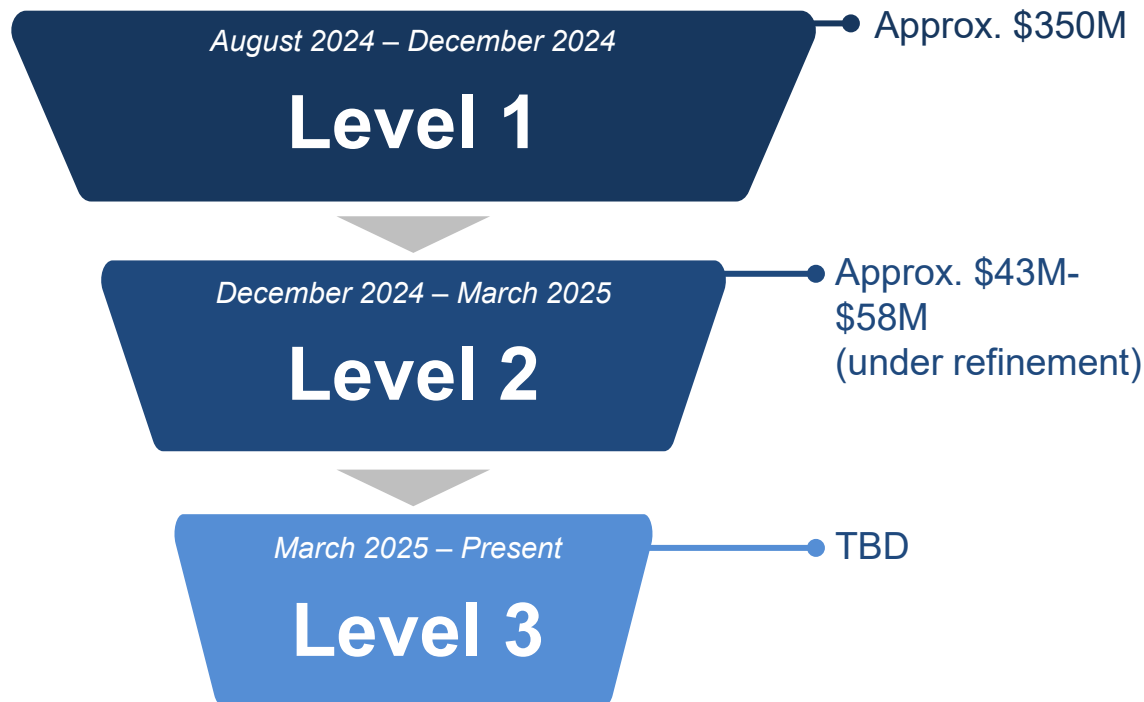 August 2024 – December 2024
Level 1
Approx. $350M
December 2024 – March 2025
Level 2
Approx. $43M-
$58M
(under refinement)
March 2025 – Present
Level 3
TBD